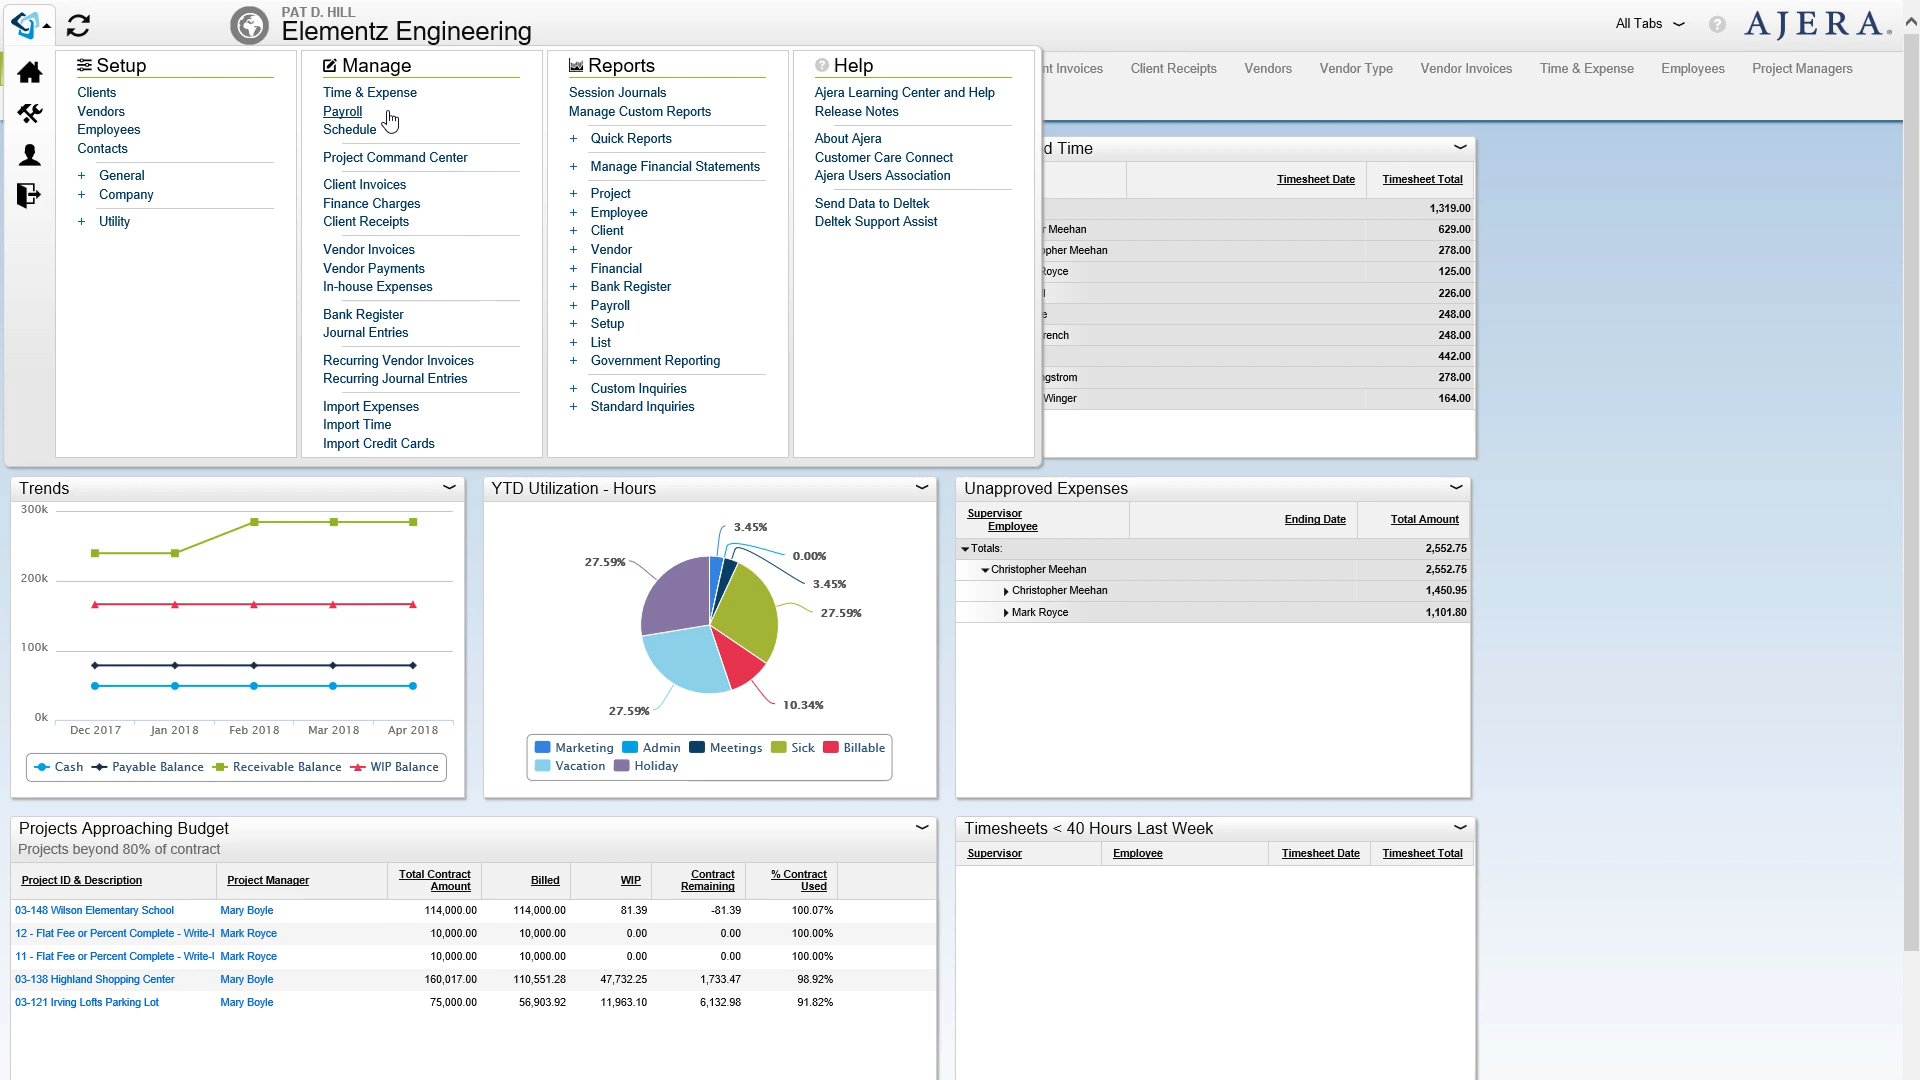 PAT D. HILL
Elementz Engineering
All Tabs
?
AJERA
Setup
Clients
Vendors
Employees
Contacts
+ General
+ Company
+ Utility
Manage
Time & Expense
Payroll
Schedule
Project Command Center
Client Invoices
Finance Charges
Client Receipts
Vendor Invoices
Vendor Payments
In-house Expenses
Bank Register
Journal Entries
Recurring Vendor Invoices
Recurring Journal Entries
Import Expenses
Import Time
Import Credit Cards
Reports
Session Journals
Manage Custom Reports
+ Quick Reports
+ Manage Financial Statements
+ Project
+ Employee
+ Client
+ Vendor
+ Financial
+ Bank Register
+ Payroll
+ Setup
+ List
+ Government Reporting
+ Custom Inquiries
+ Standard Inquiries
? Help
Ajera Learning Center and Help
Release Notes
About Ajera
Customer Care Connect
Ajera Users Association
Send Data to Deltek
Deltek Support Assist
nt Invoices Client Receipts Vendors Vendor Type Vendor Invoices Time & Expense Employees Project Managers
d Time
Timesheet Date Timesheet Total
1,319.00
r Meehan 629.00
opher Meehan 278.00
Royce 125.00
226.00
e 248.00
rench 248.00
442.00
ngstrom 278.00
Winger 164.00
Trends
300k
200k
100k
0k
Dec 2017 Jan 2018 Feb 2018 Mar 2018 Apr 2018
Cash Payable Balance Receivable Balance WIP Balance
YTD Utilization - Hours
3.45%
0.00%
3.45%
27.59%
10.34%
27.59%
27.59%
Marketing Admin Meetings Sick Billable
Vacation Holiday
Unapproved Expenses
Supervisor
Employee Ending Date Total Amount
Totals: 2,552.75
Christopher Meehan 2,552.75
Christopher Meehan 1,450.95
Mark Royce 1,101.80
Projects Approaching Budget
Projects beyond 80% of contract
Project ID & Description Project Manager Total Contract Amount Billed WIP Contract Remaining % Contract Used
03-148 Wilson Elementary School Mary Boyle 114,000.00 114,000.00 81.39 -81.39 100.07%
12 - Flat Fee or Percent Complete - Write- Mark Royce 10,000.00 10,000.00 0.00 0.00 100.00%
11 - Flat Fee or Percent Complete - Write- Mark Royce 10,000.00 10,000.00 0.00 0.00 100.00%
03-138 Highland Shopping Center Mary Boyle 160,017.00 110,551.28 47,732.25 1,733.47 98.92%
03-121 Irving Lofts Parking Lot Mary Boyle 75,000.00 56,903.92 11,963.10 6,132.98 91.82%
Timesheets < 40 Hours Last Week
Supervisor Employee Timesheet Date Timesheet Total